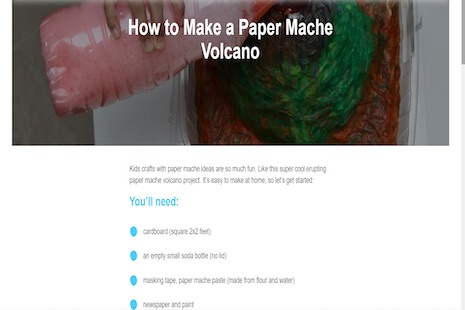 How to Make a Paper Mache
Volcano
Kids crafts with paper mache ideas are so much fun. Like this super cool erupting
paper mache volcano project. It's easy to make at home, so let's get started:
You'll need:
cardboard (square 2x2 feet)
an empty small soda bottle (no lid)
masking tape, paper mache paste (made from flour and water)
newspaper and paint